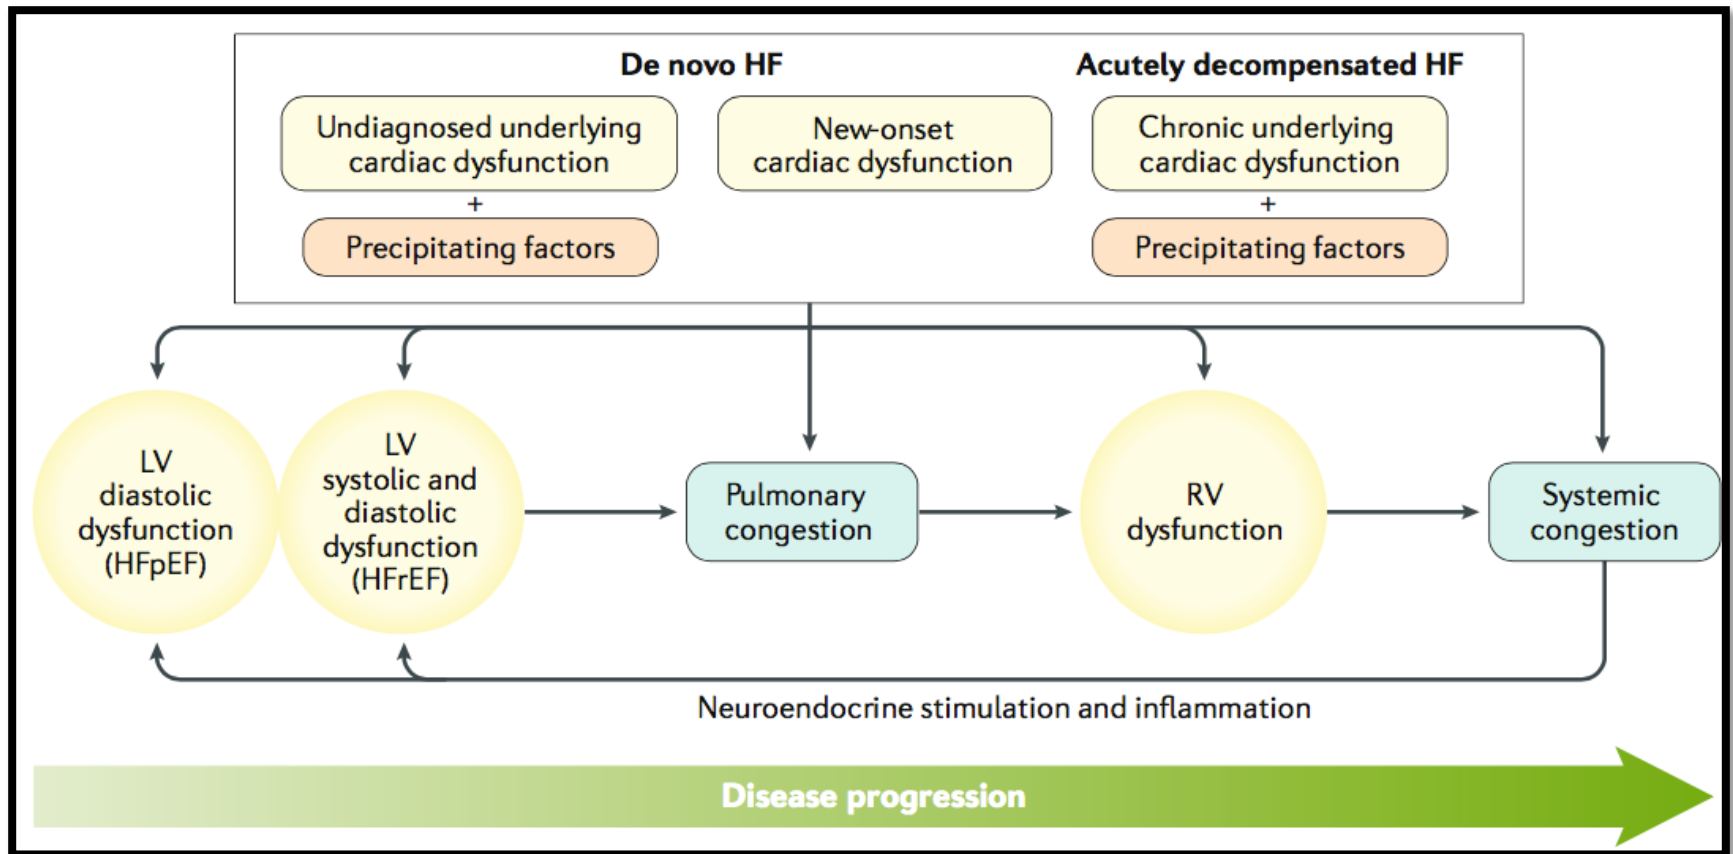 De novo HF
Acutely decompensated HF
Undiagnosed underlying
cardiac dysfunction
+
Precipitating factors
New-onset
cardiac dysfunction
Chronic underlying
cardiac dysfunction
+
Precipitating factors
LV
diastolic
dysfunction
(HFpEF)
LV
systolic and
diastolic
dysfunction
(HFrEF)
Pulmonary
congestion
RV
dysfunction
Systemic
congestion
Neuroendocrine stimulation and inflammation
Disease progression